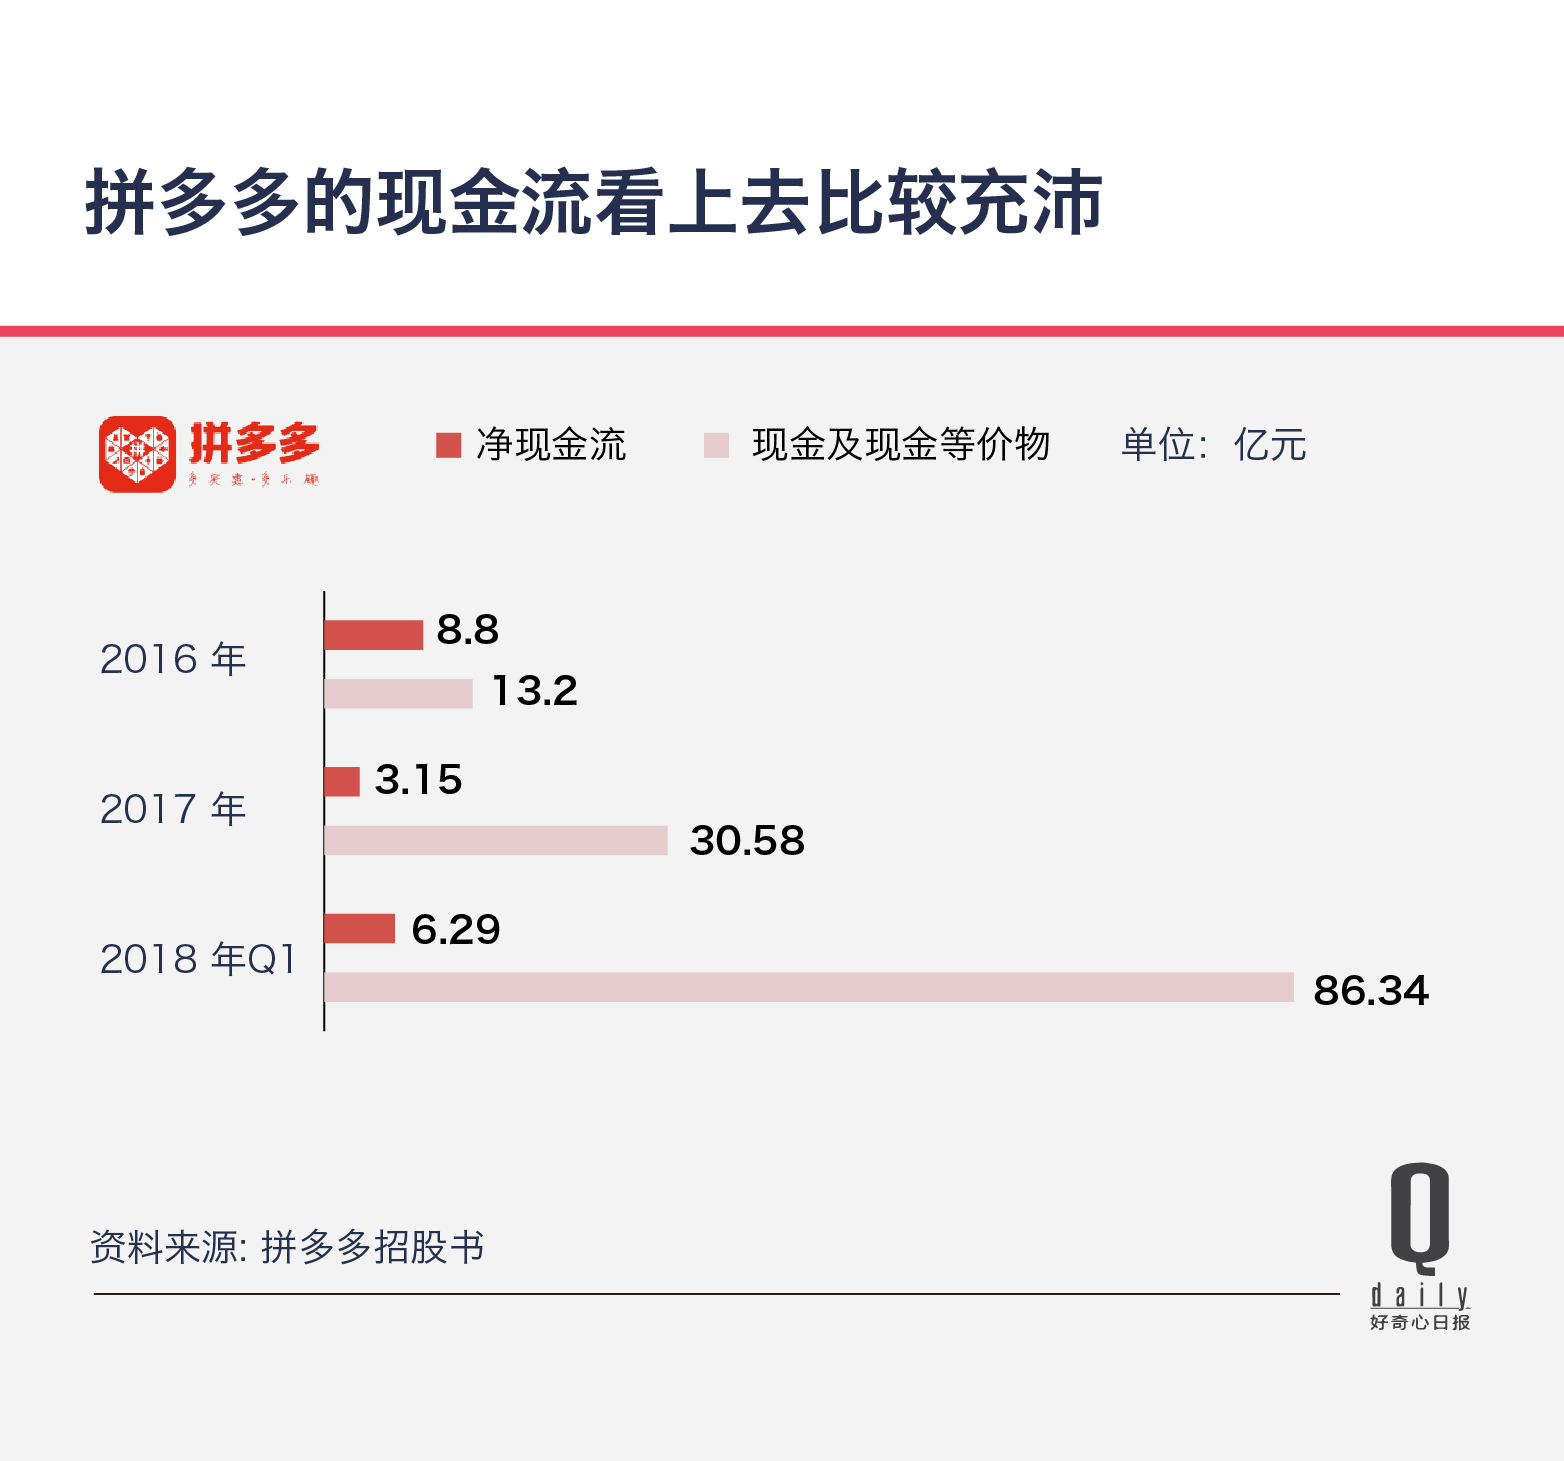 拼多多的现金流看上去比较充沛
拼多多
净现金流
现金及现金等价物
单位：亿元
2016 年
8.8
13.2
2017 年
3.15
30.58
2018 年Q1
6.29
86.34
资料来源: 拼多多招股书
Q
daily
好奇心日报